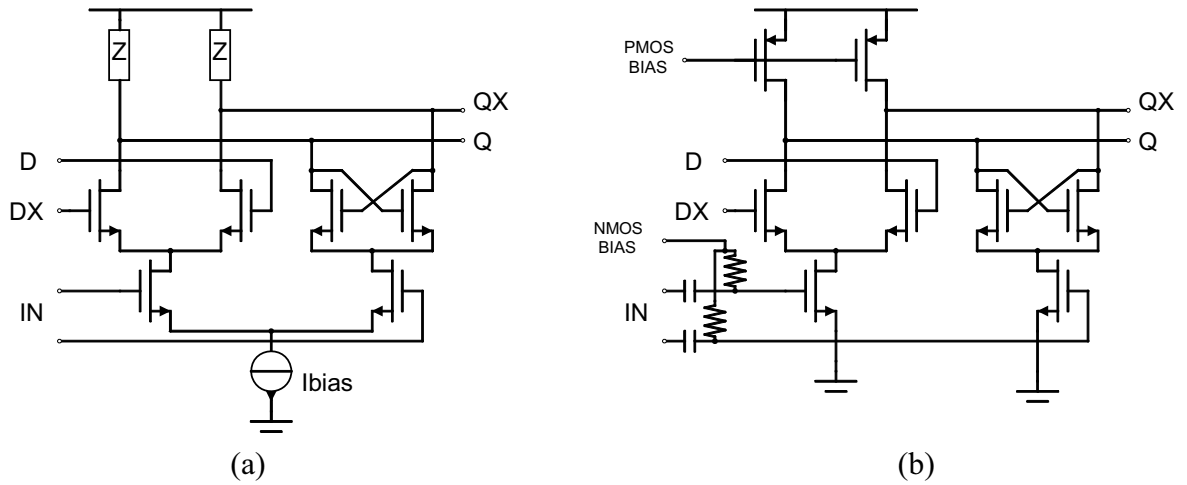 Z
Z
QX
Q
D
DX
IN
Ibias
(a)
PMOS
BIAS
QX
Q
D
DX
NMOS
BIAS
IN
(b)